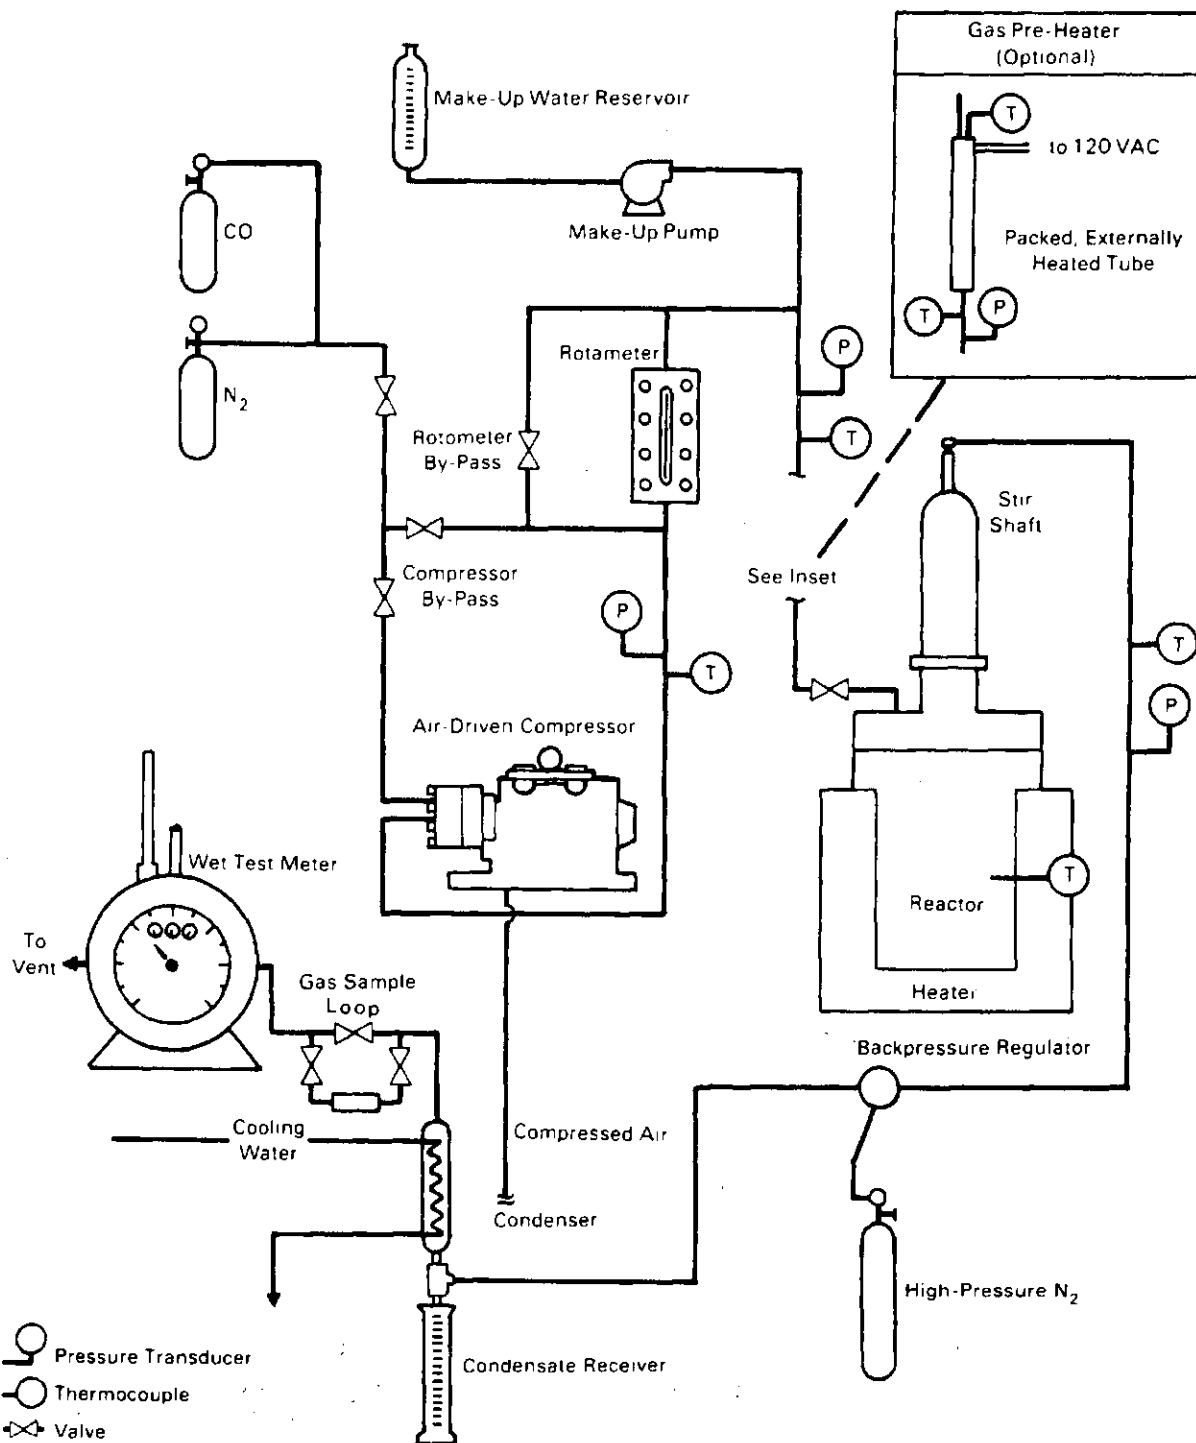 Gas Pre-Heater
(Optional)
T
to 120 VAC
Packed, Externally
Heated Tube
T
P
Make-Up Water Reservoir
Make-Up Pump
CO
N2
Rotameter
P
T
Rotometer
By-Pass
Stir
Shaft
See Inset
Compressor
By-Pass
P
T
T
P
Air-Driven Compressor
Wet Test Meter
T
Reactor
Heater
To
Vent
Gas Sample
Loop
Backpressure Regulator
Cooling
Water
Compressed Air
Condenser
High-Pressure N2
Pressure Transducer
Thermocouple
Valve
Condensate Receiver